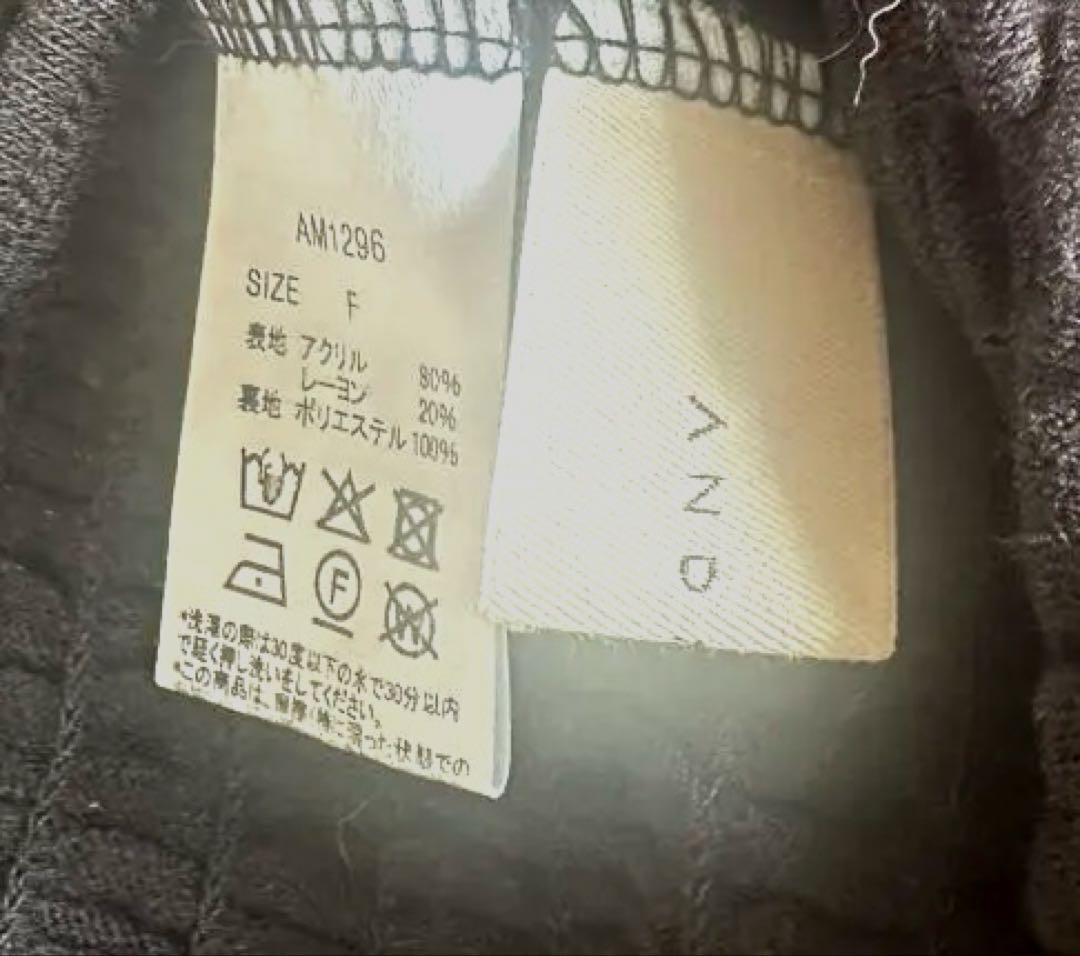 AM1296
SIZE F
表地 アクリル 80%
レーヨン 20%
裏地 ポリエステル 100%
F
W
*洗濯の際は30度以下の水で30分以内
で軽く押し洗いをしてください。
*この商品は、摩擦(特に湿った状態での
N
D